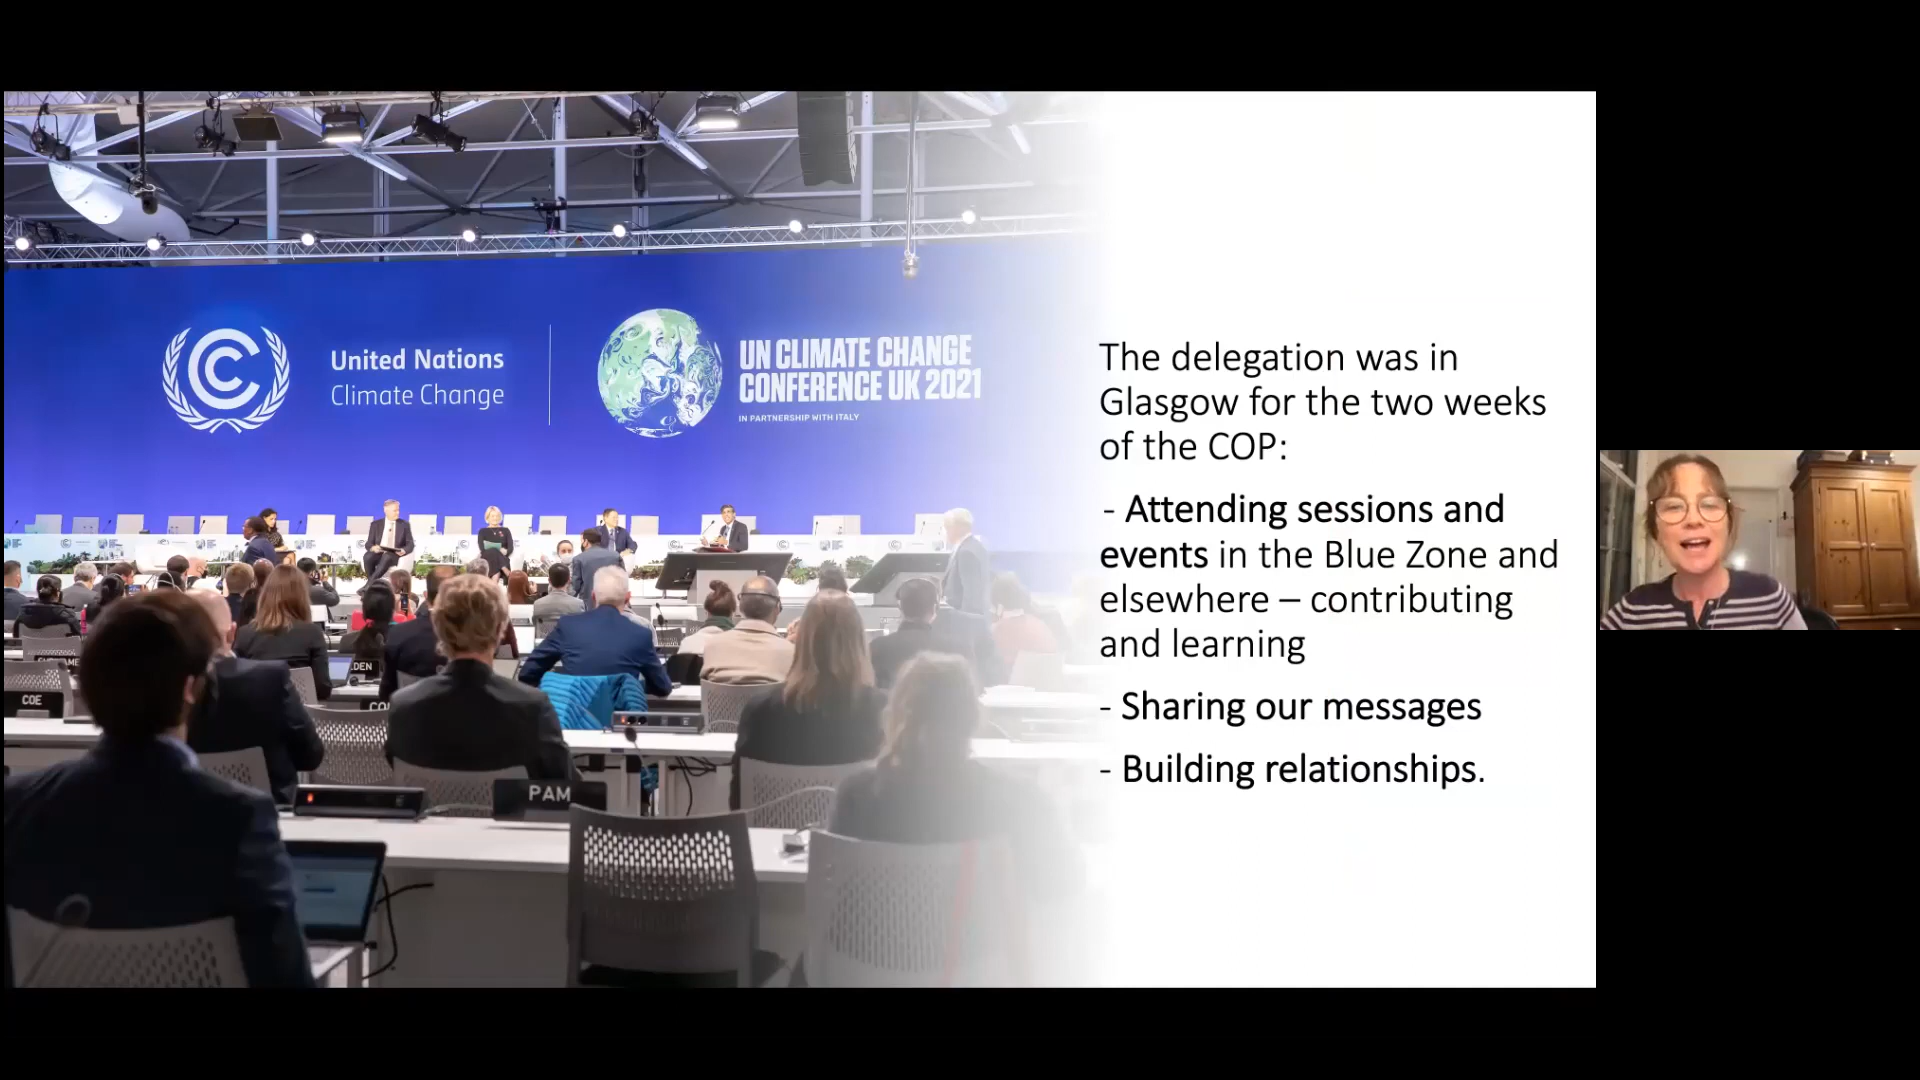 United Nations
Climate Change
UN CLIMATE CHANGE
CONFERENCE UK 2021
IN PARTNERSHIP WITH ITALY
The delegation was in
Glasgow for the two weeks
of the COP:
- Attending sessions and
events in the Blue Zone and
elsewhere – contributing
and learning
- Sharing our messages
- Building relationships.
COE
PAM